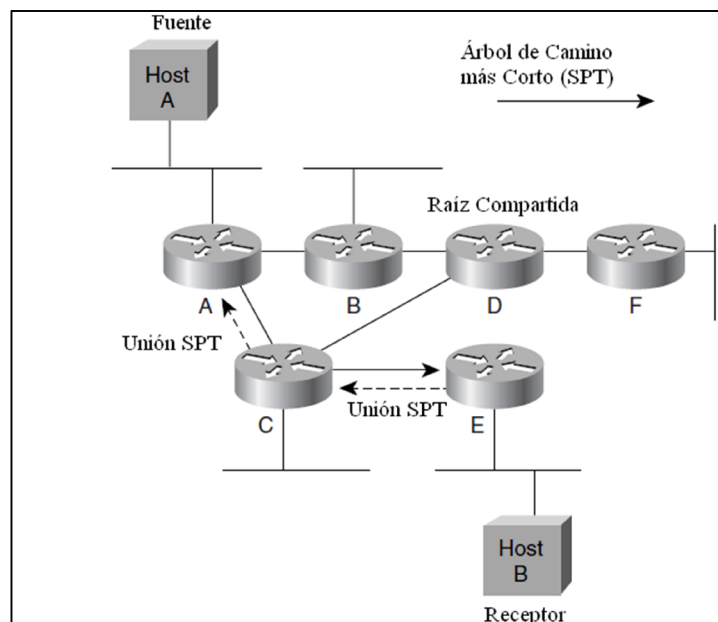 Fuente
Host
A
Árbol de Camino
más Corto (SPT)
Raíz Compartida
A
B
D
F
Unión SPT
Unión SPT
C
E
Host
B
Receptor